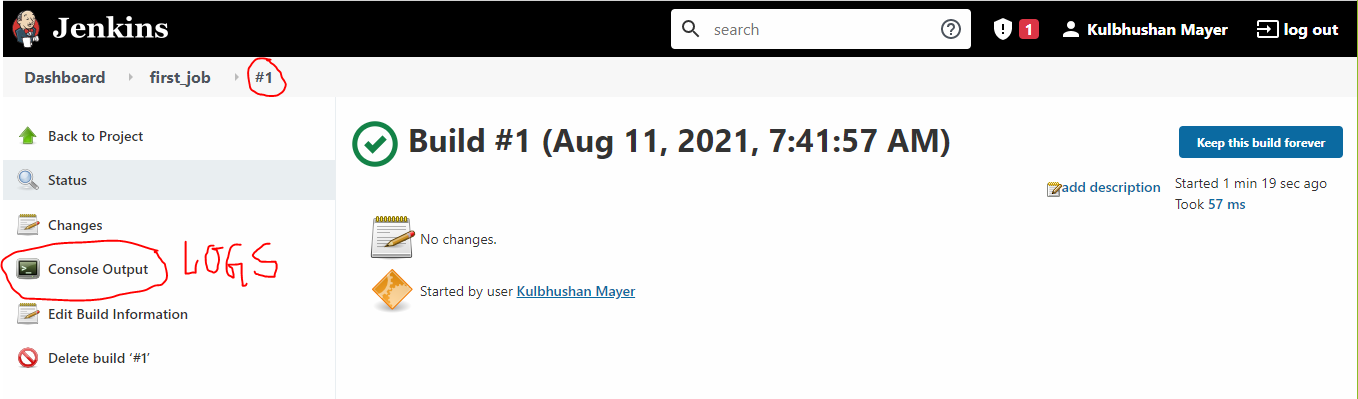 Jenkins
search
1
Kulbhushan Mayer
log out
Dashboard
first_job
#1
Back to Project
Status
Changes
Console Output
LOGS
Edit Build Information
Delete build ‘#1’
Build #1 (Aug 11, 2021, 7:41:57 AM)
Keep this build forever
add description
Started 1 min 19 sec ago
Took 57 ms
No changes.
Started by user Kulbhushan Mayer